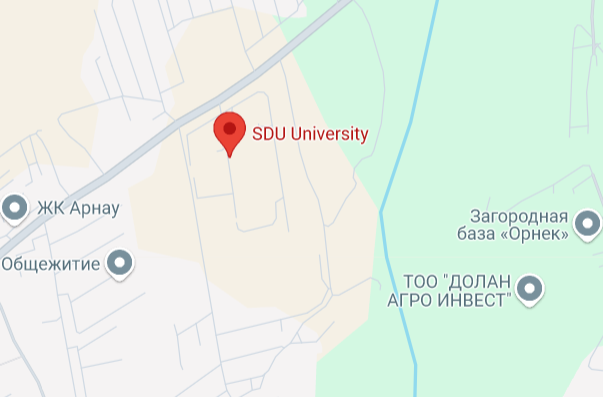 SDU University
ЖК Арнау
Загородная
база «Орнек»
Общежитие
ТОО "ДОЛАН
АГРО ИНВЕСТ"